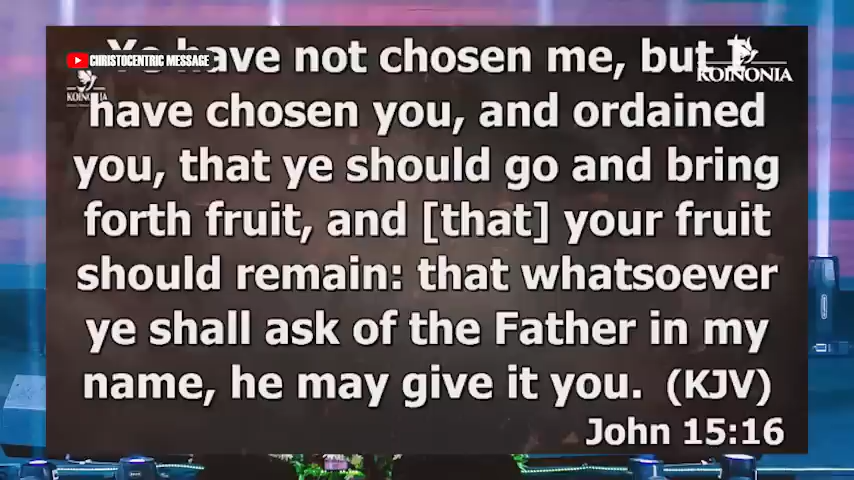 Ye have not chosen me, but I
CHRISTOCENTRIC MESSAGE
KOINONIA
KOINONIA
have chosen you, and ordained
you, that ye should go and bring
forth fruit, and [that] your fruit
should remain: that whatsoever
ye shall ask of the Father in my
name, he may give it you. (KJV)
John 15:16